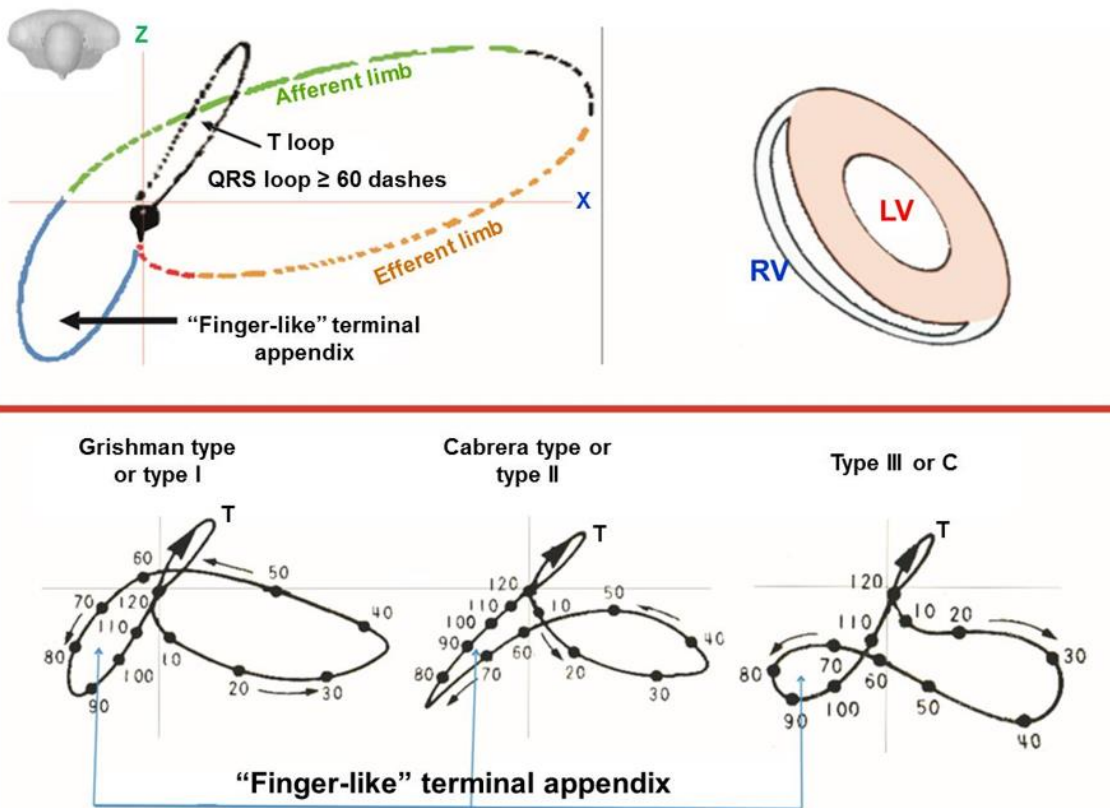 Z
Afferent limb
T loop
QRS loop ≥ 60 dashes
X
Efferent limb
“Finger-like” terminal
appendix
LV
RV
Grishman type
or type I
Cabrera type or
type II
Type III or C
T
60
50
70
120
40
110
80
10
100
20
30
90
T
120
50
110
10
100
40
90
60
80
70
20
30
T
120
10
20
110
30
70
80
60
90
100
50
40
“Finger-like” terminal appendix